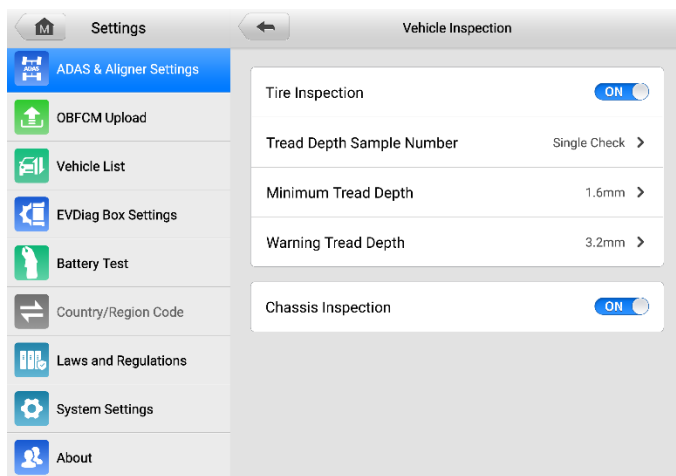 Settings
Vehicle Inspection
ADAS
ADAS & Aligner Settings
OBFCM Upload
Vehicle List
EVDiag Box Settings
Battery Test
Country/Region Code
Laws and Regulations
System Settings
About
Tire Inspection ON
Tread Depth Sample Number Single Check
Minimum Tread Depth 1.6mm
Warning Tread Depth 3.2mm
Chassis Inspection ON